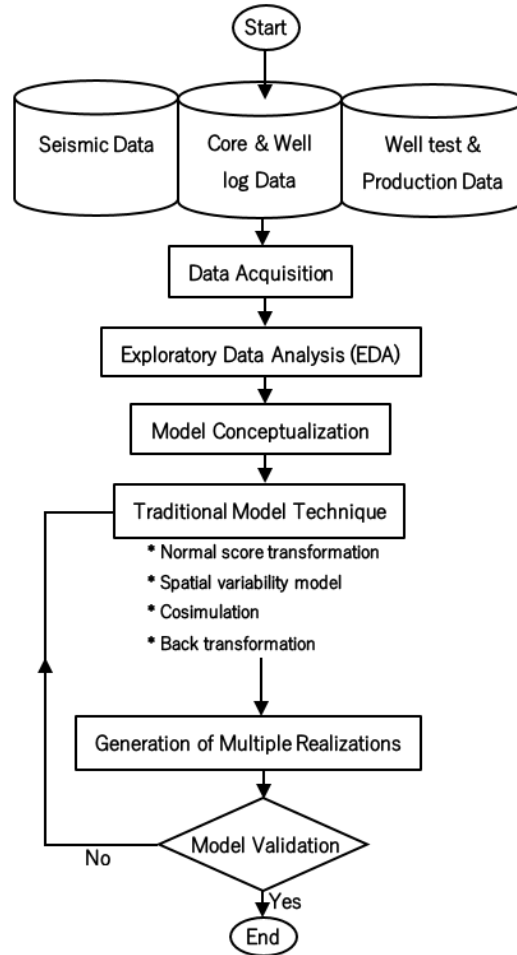 Start
Seismic Data
Core & Well
log Data
Well test &
Production Data
Data Acquisition
Exploratory Data Analysis (EDA)
Model Conceptualization
Traditional Model Technique
* Normal score transformation
* Spatial variability model
* Cosimulation
* Back transformation
Generation of Multiple Realizations
Model Validation
No
Yes
End